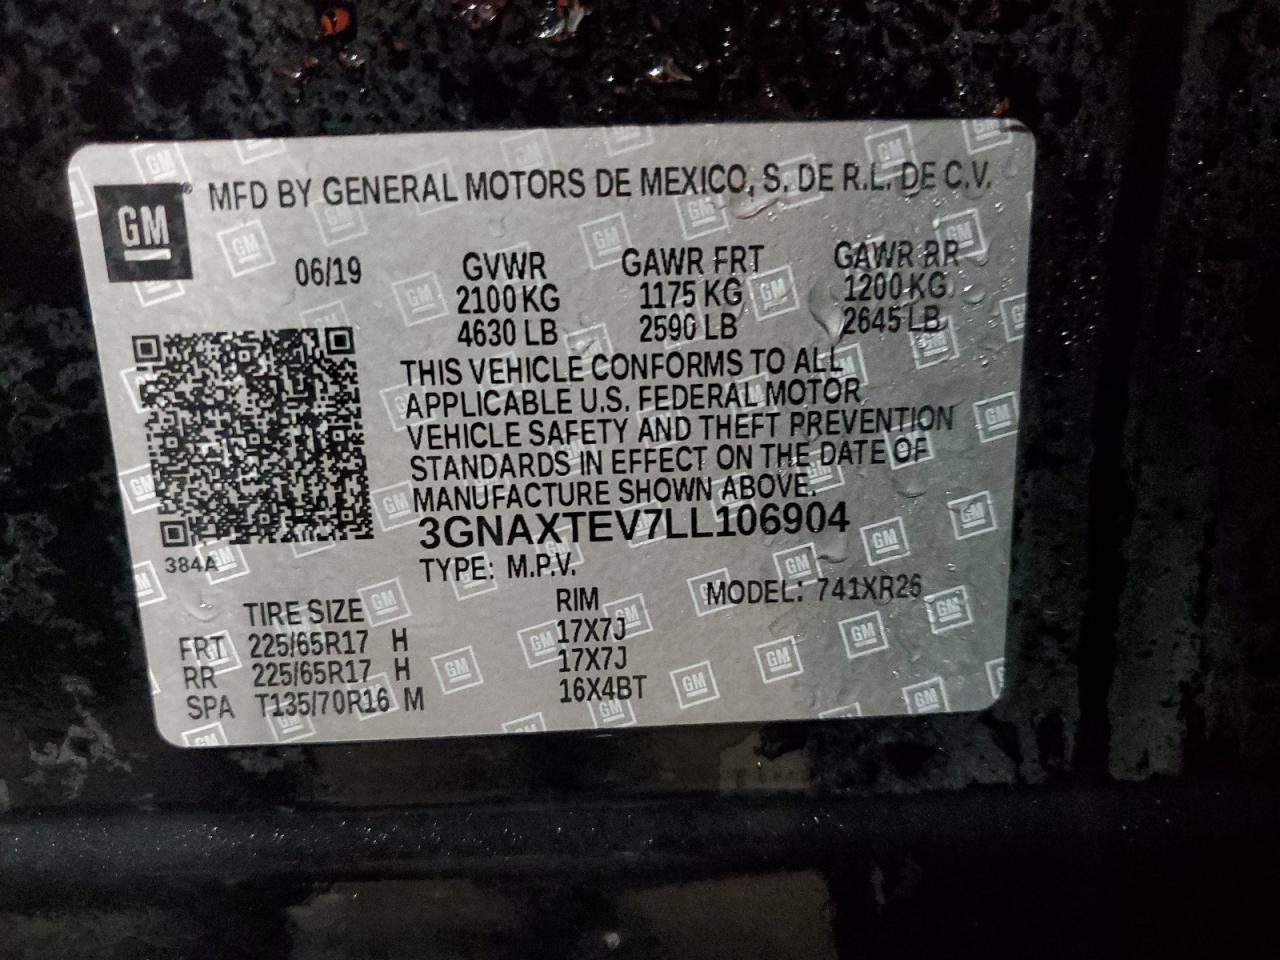 GM ® MFD BY GENERAL MOTORS DE MEXICO, S. DE R.L. DE C.V.
06/19 GVWR GAWR FRT GAWR RR
2100 KG 1175 KG 1200 KG
4630 LB 2590 LB 2645 LB
THIS VEHICLE CONFORMS TO ALL
APPLICABLE U.S. FEDERAL MOTOR
VEHICLE SAFETY AND THEFT PREVENTION
STANDARDS IN EFFECT ON THE DATE OF
MANUFACTURE SHOWN ABOVE.
3GNAXTEV7LL106904
384A TYPE: M.P.V. MODEL: 741XR26
TIRE SIZE RIM
FRT 225/65R17 H 17X7J
RR 225/65R17 H 17X7J
SPA T135/70R16 M 16X4BT